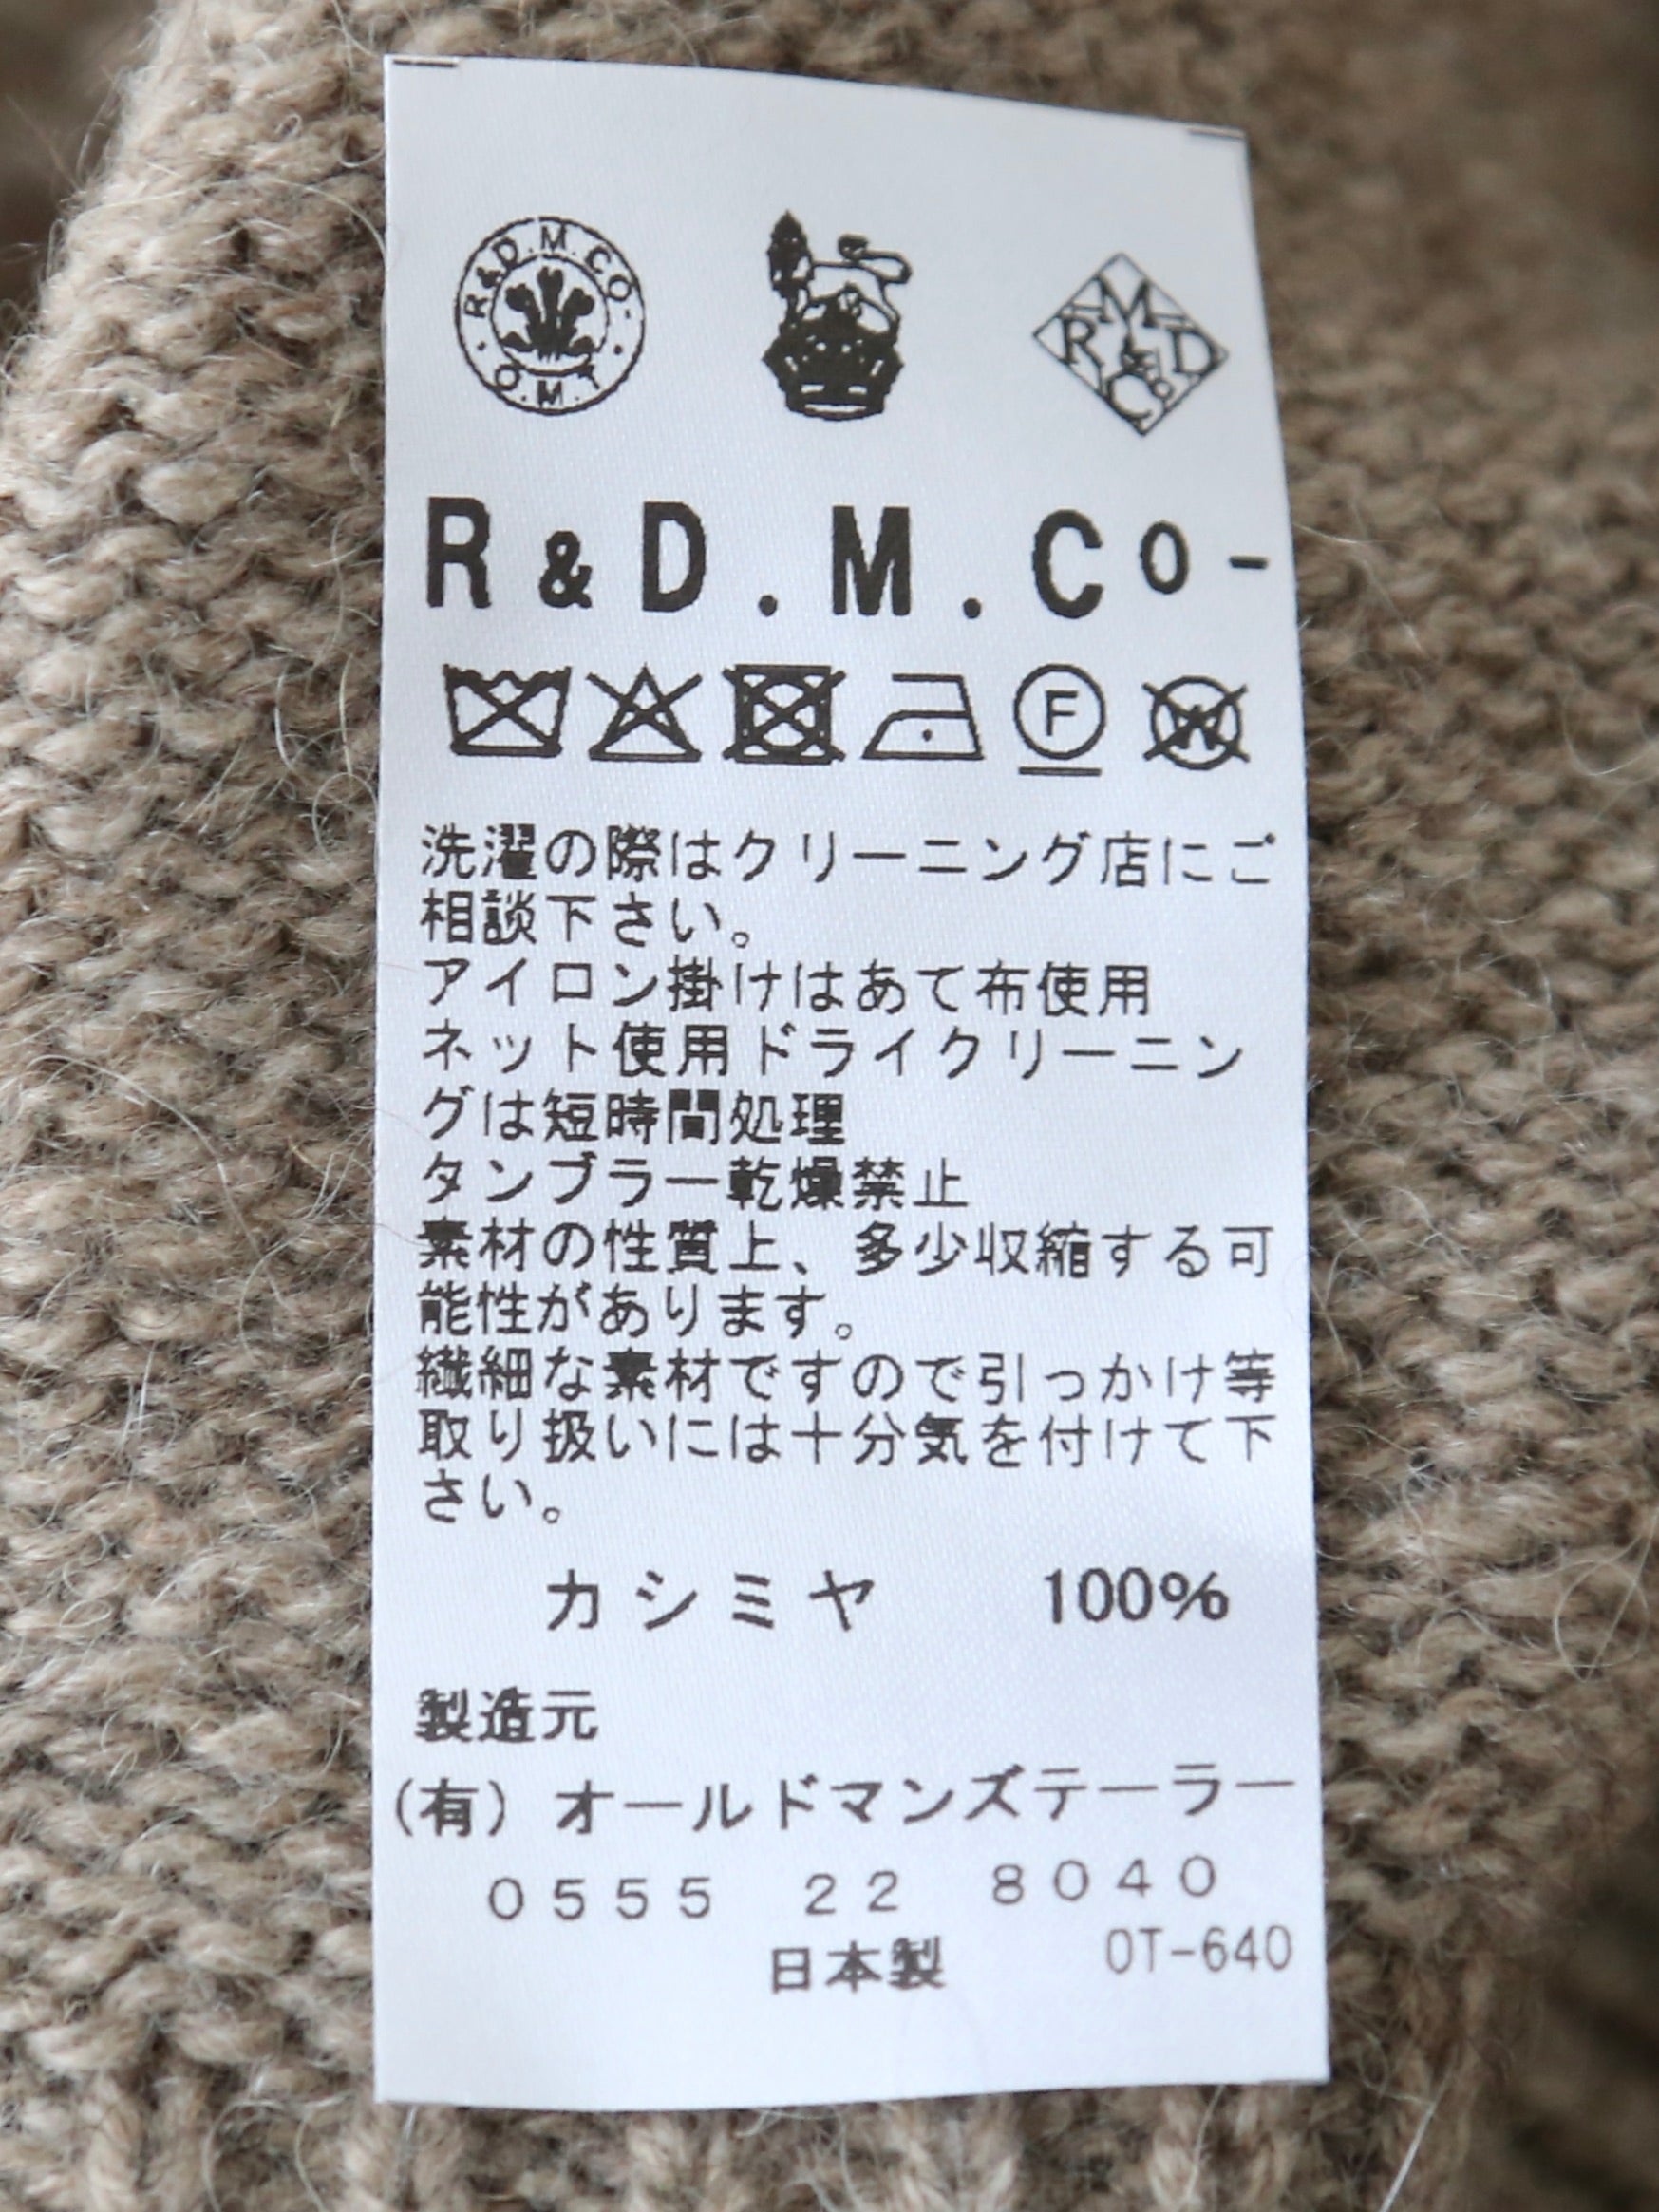 R&D.M.CO-
O.M.T
M
R & D
Co
R&D.M.Co-
F
W
洗濯の際はクリーニング店にご
相談下さい。
アイロン掛けはあて布使用
ネット使用ドライクリーニン
グは短時間処理
タンブラー乾燥禁止
素材の性質上、多少収縮する可
能性があります。
繊細な素材ですので引っかけ等
取り扱いには十分気を付けて下
さい。
カシミヤ 100%
製造元
(有)オールドマンズテーラー
0555 22 8040
日本製 OT-640